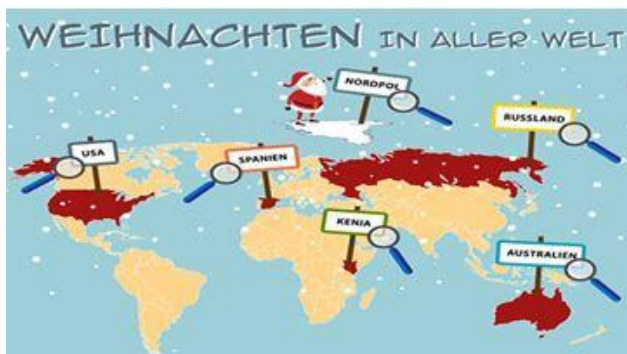 WEIHNACHTEN IN ALLER WELT
NORDPOL
RUSSLAND
USA
SPANIEN
KENIA
AUSTRALIEN